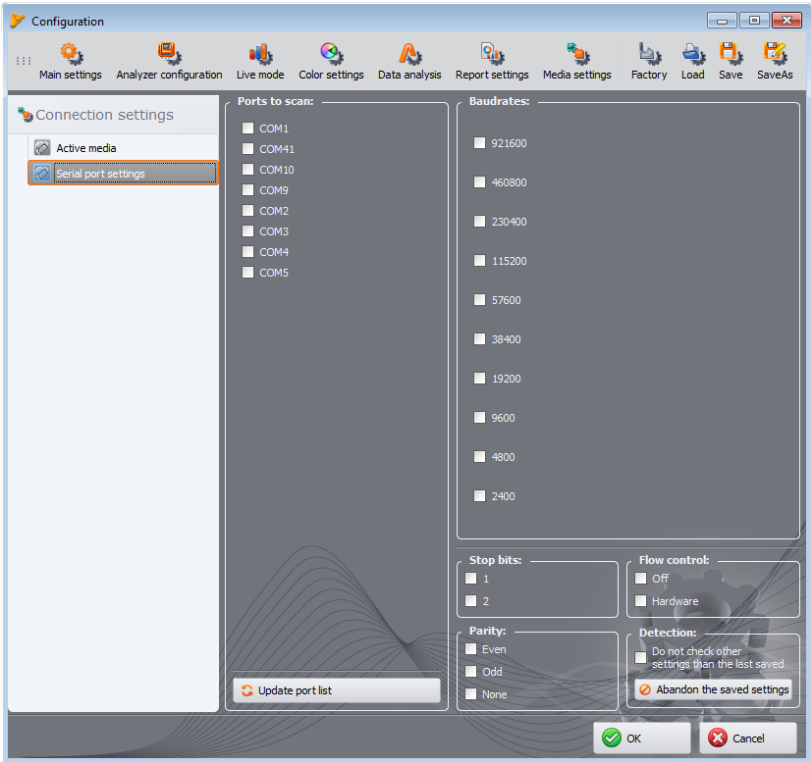 Configuration
Main settings
Analyzer configuration
Live mode
Color settings
Data analysis
Report settings
Media settings
Factory
Load
Save
SaveAs
Connection settings
Active media
Serial port settings
Ports to scan:
COM1
COM41
COM10
COM9
COM2
COM3
COM4
COM5
Update port list
Baudrates:
921600
460800
230400
115200
57600
38400
19200
9600
4800
2400
Stop bits:
1
2
Flow control:
Off
Hardware
Parity:
Even
Odd
None
Detection:
Do not check other
settings than the last saved
Abandon the saved settings
OK
Cancel